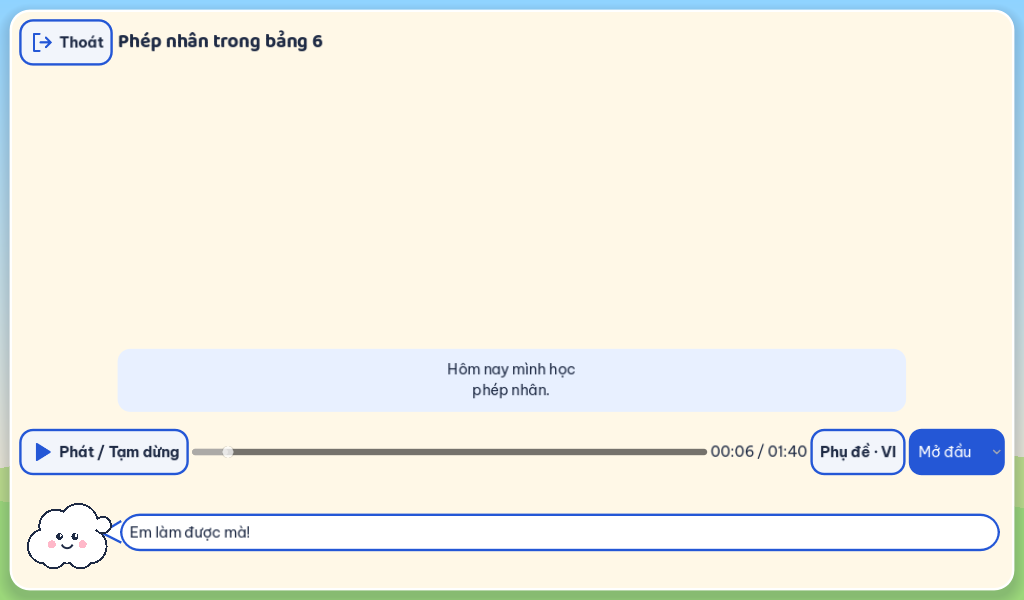 Thoát
Phép nhân trong bảng 6
Hôm nay mình học
phép nhân.
Phát / Tạm dừng
00:06 / 01:40
Phụ đề · VI
Mở đầu
Em làm được mà!